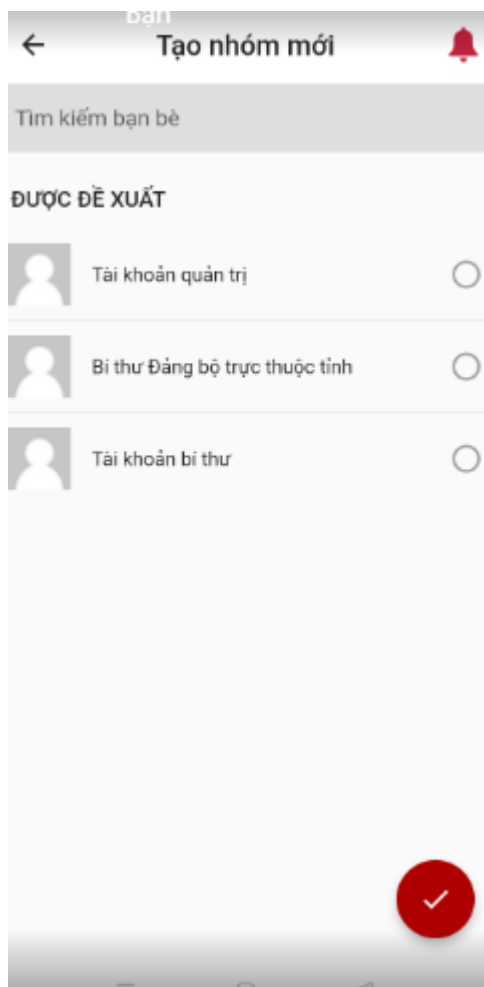 bạn
Tạo nhóm mới
Tìm kiếm bạn bè
ĐƯỢC ĐỀ XUẤT
Tài khoản quản trị
Bí thư Đảng bộ trực thuộc tỉnh
Tài khoản bí thư